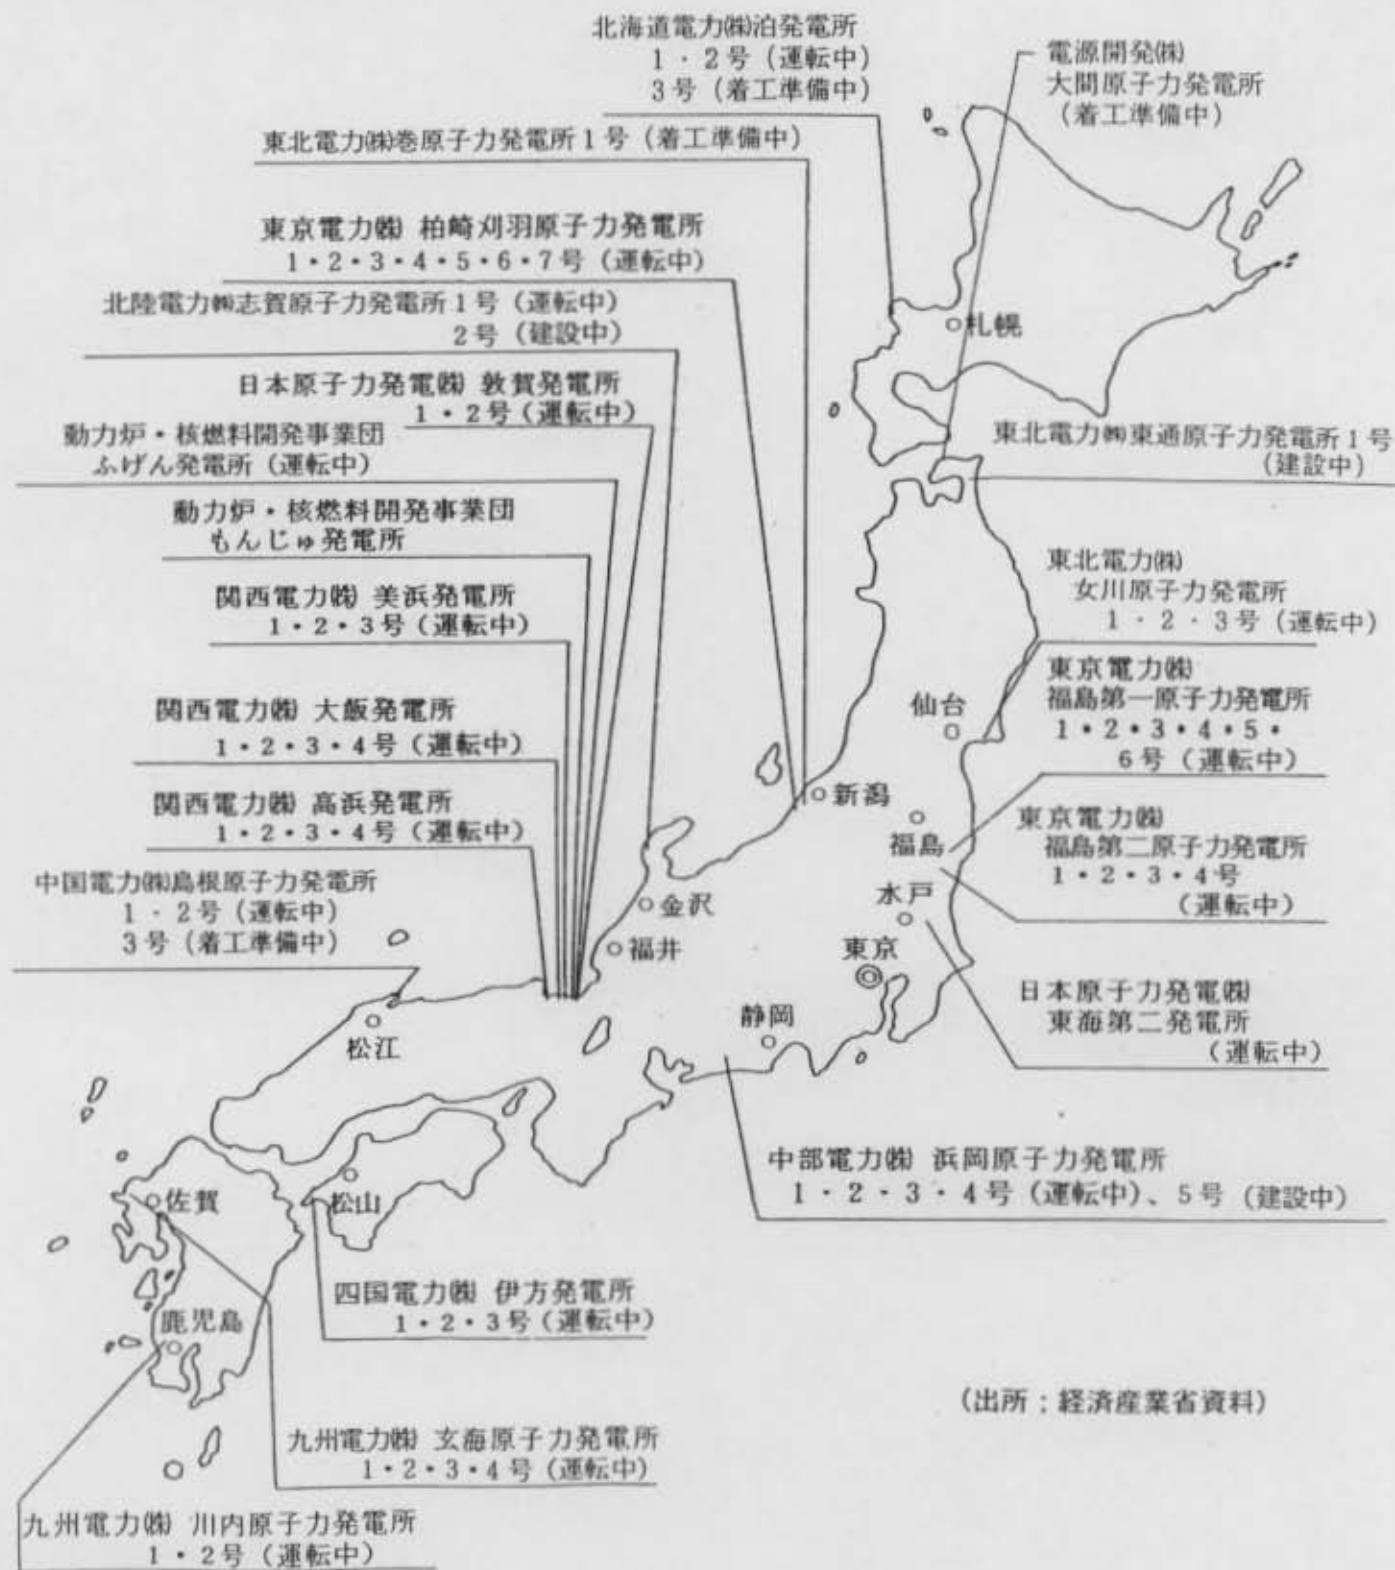 北海道電力㈱泊発電所
1・2号（運転中）
3号（着工準備中）
電源開発㈱
大間原子力発電所
（着工準備中）
東北電力㈱巻原子力発電所1号（着工準備中）
東京電力㈱ 柏崎刈羽原子力発電所
1・2・3・4・5・6・7号（運転中）
北陸電力㈱志賀原子力発電所1号（運転中）
2号（建設中）
日本原子力発電㈱ 敦賀発電所
1・2号（運転中）
動力炉・核燃料開発事業団
ふげん発電所（運転中）
動力炉・核燃料開発事業団
もんじゅ発電所
関西電力㈱ 美浜発電所
1・2・3号（運転中）
関西電力㈱ 大飯発電所
1・2・3・4号（運転中）
関西電力㈱ 高浜発電所
1・2・3・4号（運転中）
中国電力㈱島根原子力発電所
1・2号（運転中）
3号（着工準備中）
札幌
東北電力㈱東通原子力発電所1号
（建設中）
東北電力㈱
女川原子力発電所
1・2・3号（運転中）
東京電力㈱
福島第一原子力発電所
1・2・3・4・5・
6号（運転中）
東京電力㈱
福島第二原子力発電所
1・2・3・4号
（運転中）
日本原子力発電㈱
東海第二発電所
（運転中）
仙台
新潟
福島
水戸
金沢
福井
東京
静岡
松江
松山
佐賀
鹿児島
中部電力㈱ 浜岡原子力発電所
1・2・3・4号（運転中）、5号（建設中）
四国電力㈱ 伊方発電所
1・2・3号（運転中）
九州電力㈱ 玄海原子力発電所
1・2・3・4号（運転中）
九州電力㈱ 川内原子力発電所
1・2号（運転中）
（出所；経済産業省資料）